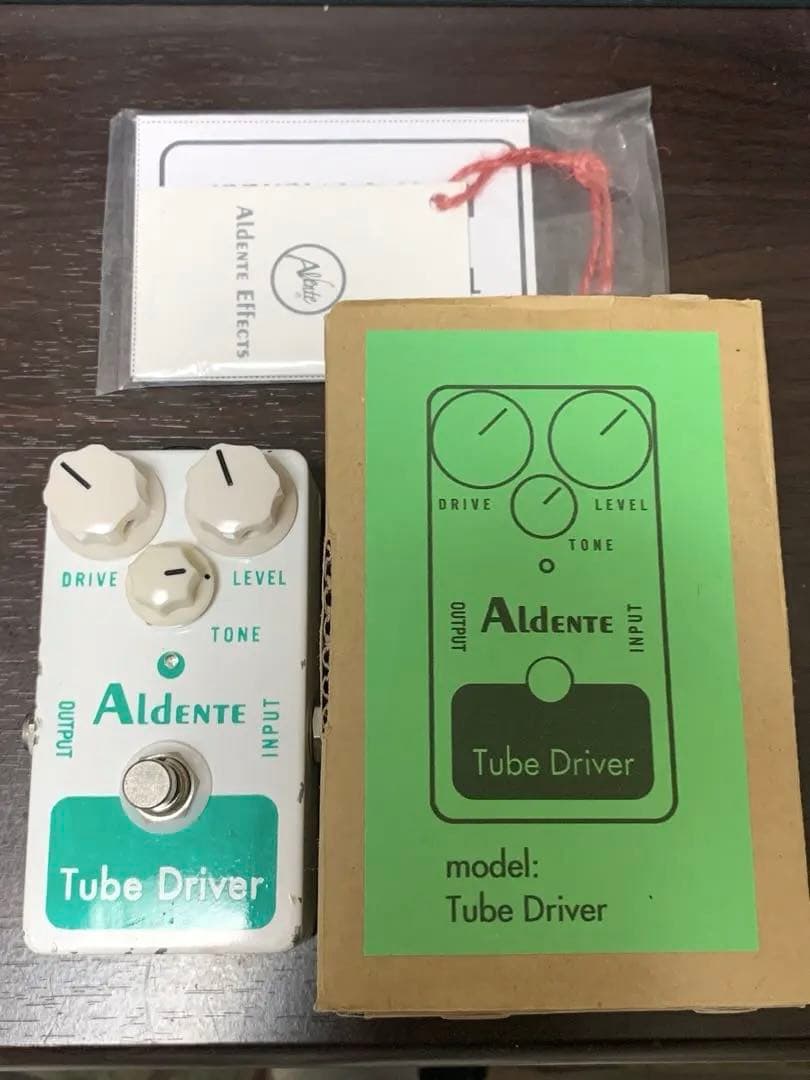 Aldente Effects
Aldente
DRIVE
LEVEL
TONE
OUTPUT
INPUT
Aldente
Tube Driver
DRIVE
LEVEL
TONE
OUTPUT
INPUT
Aldente
Tube Driver
model:
Tube Driver